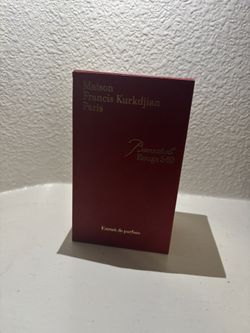 Maison
Francis Kurkdjian
Paris
Baccarat
Rouge 540
Extrait de parfum